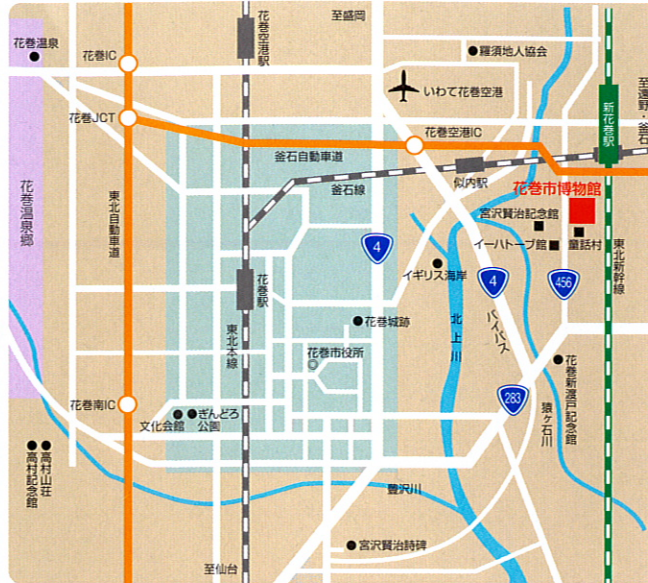 至盛岡
花巻温泉
花巻IC
花巻空港駅
羅須地人協会
いわて花巻空港
新花巻駅
至遠野・釜石
花巻JCT
花巻空港IC
釜石自動車道
釜石線
似内駅
花巻市博物館
宮沢賢治記念館
イーハトーブ館
童話村
花巻温泉郷
東北自動車道
4
イギリス海岸
4
バイパス
456
東北新幹線
花巻駅
東北本線
花巻城跡
北上川
花巻市役所
花巻新渡戸記念館
283
猿ヶ石川
花巻南IC
文化会館
ぎんどろ
公園
高村山荘
高村記念館
豊沢川
宮沢賢治詩碑
至仙台